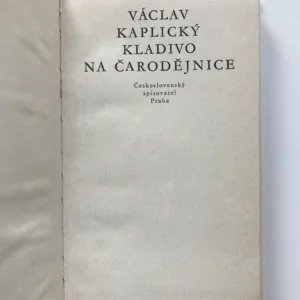 VÁCLAV
KAPLICKÝ
KLADIVO
NA ČARODĚJNICE
Československý
spisovatel
Praha